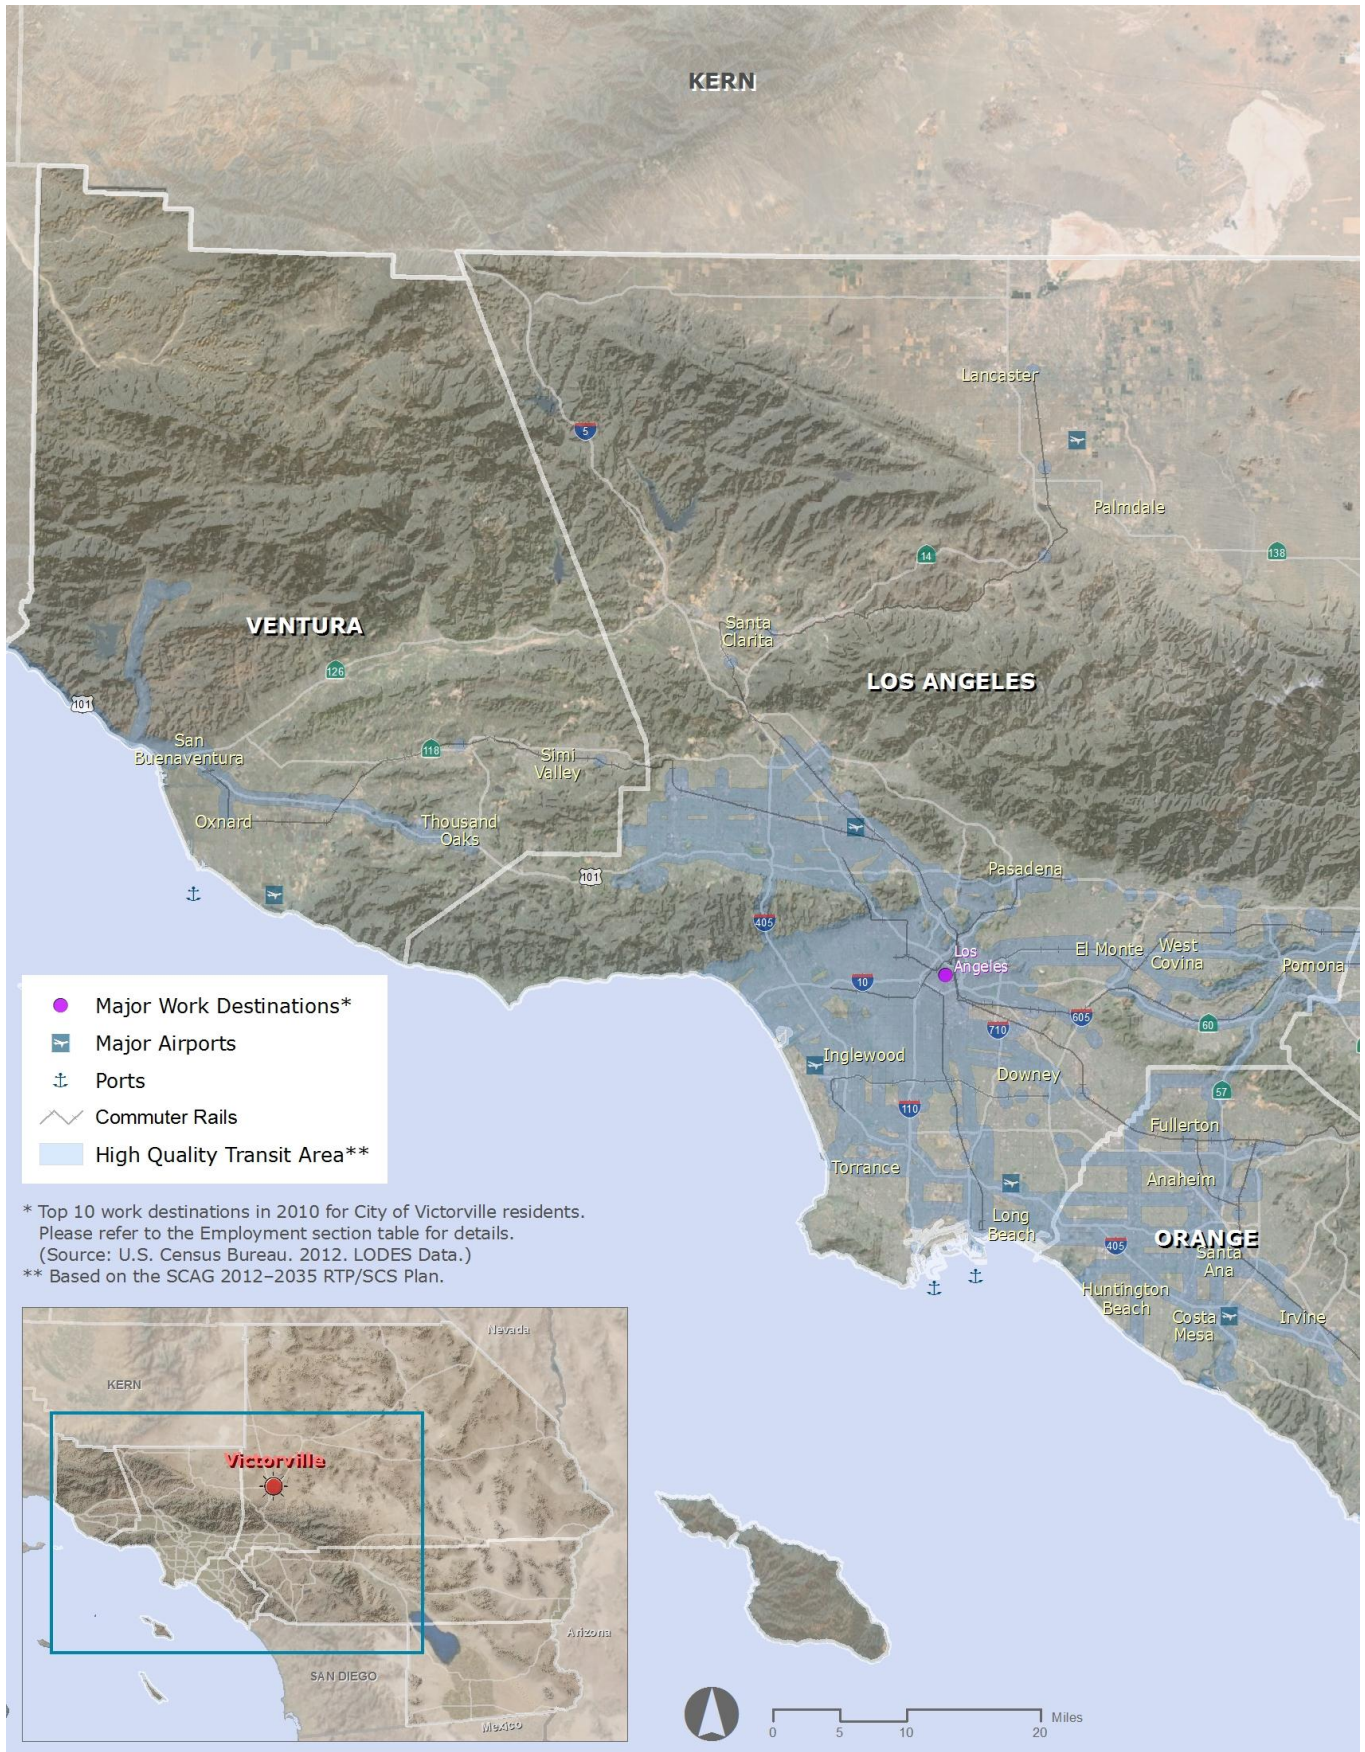 KERN
Lancaster
5
Palmdale
14
138
VENTURA
Santa
Clarita
126
LOS ANGELES
101
San
Buenaventura
118
Simi
Valley
Oxnard
Thousand
Oaks
101
Pasadena
405
Los
Angeles
El Monte
West
Covina
Pomona
10
605
60
710
Inglewood
Downey
57
110
Fullerton
Torrance
Anaheim
Long
Beach
ORANGE
405
Santa
Ana
Huntington
Beach
Costa
Mesa
Irvine
Major Work Destinations*
Major Airports
Ports
Commuter Rails
High Quality Transit Area**
* Top 10 work destinations in 2010 for City of Victorville residents.
Please refer to the Employment section table for details.
(Source: U.S. Census Bureau. 2012. LODES Data.)
** Based on the SCAG 2012–2035 RTP/SCS Plan.
Nevada
KERN
Victorville
Arizona
SAN DIEGO
Mexico
Miles
0 5 10 20